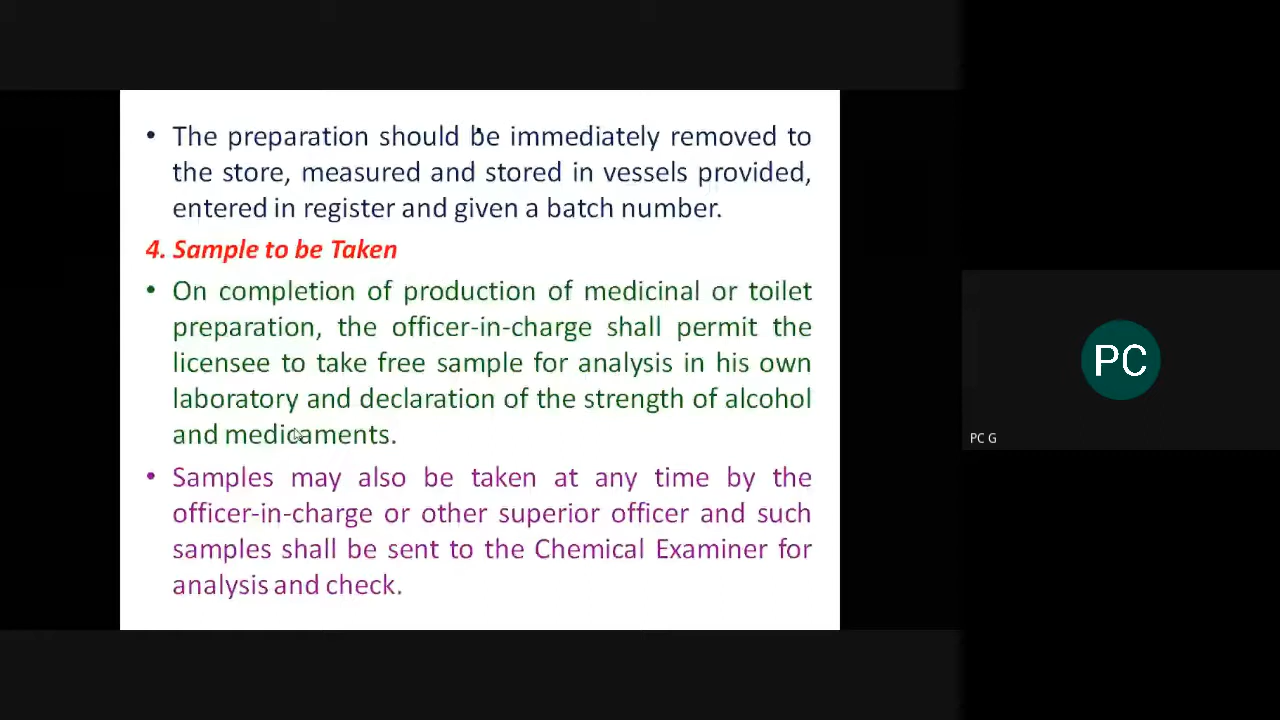 • The preparation should be immediately removed to
the store, measured and stored in vessels provided,
entered in register and given a batch number.
4. Sample to be Taken
• On completion of production of medicinal or toilet
preparation, the officer-in-charge shall permit the
licensee to take free sample for analysis in his own
laboratory and declaration of the strength of alcohol
and medicaments.
• Samples may also be taken at any time by the
officer-in-charge or other superior officer and such
samples shall be sent to the Chemical Examiner for
analysis and check.
PC
PC G